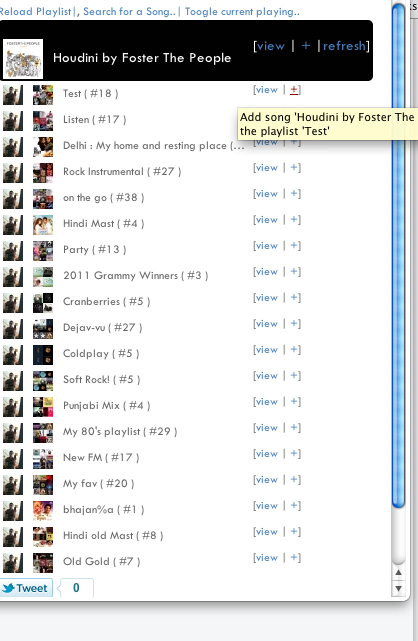 Reload Playlist|, Search for a Song..| Toogle current playing..
FOSTER THE PEOPLE
Houdini by Foster The People [view | + |refresh]
Test ( #18 ) [view | +]
Add song 'Houdini by Foster The
the playlist 'Test'
Listen ( #17 )
Delhi : My home and resting place (... [view | +]
Rock Instrumental ( #27 ) [view | +]
on the go ( #38 ) [view | +]
Hindi Mast ( #4 ) [view | +]
Party ( #13 ) [view | +]
2011 Grammy Winners ( #3 ) [view | +]
Cranberries ( #5 ) [view | +]
Dejav-vu ( #27 ) [view | +]
Coldplay ( #5 ) [view | +]
Soft Rock! ( #5 ) [view | +]
Punjabi Mix ( #4 ) [view | +]
My 80's playlist ( #29 ) [view | +]
New FM ( #17 ) [view | +]
My fav ( #20 ) [view | +]
bhajan%a ( #1 ) [view | +]
Hindi old Mast ( #8 ) [view | +]
Old Gold ( #7 ) [view | +]
Tweet 0